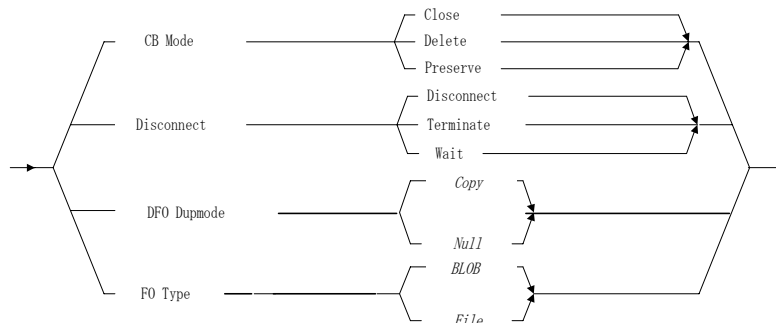 Close
CB Mode
Delete
Preserve
Disconnect
Disconnect
Terminate
Wait
Copy
DFO Dupmode
Null
BLOB
FO Type
File